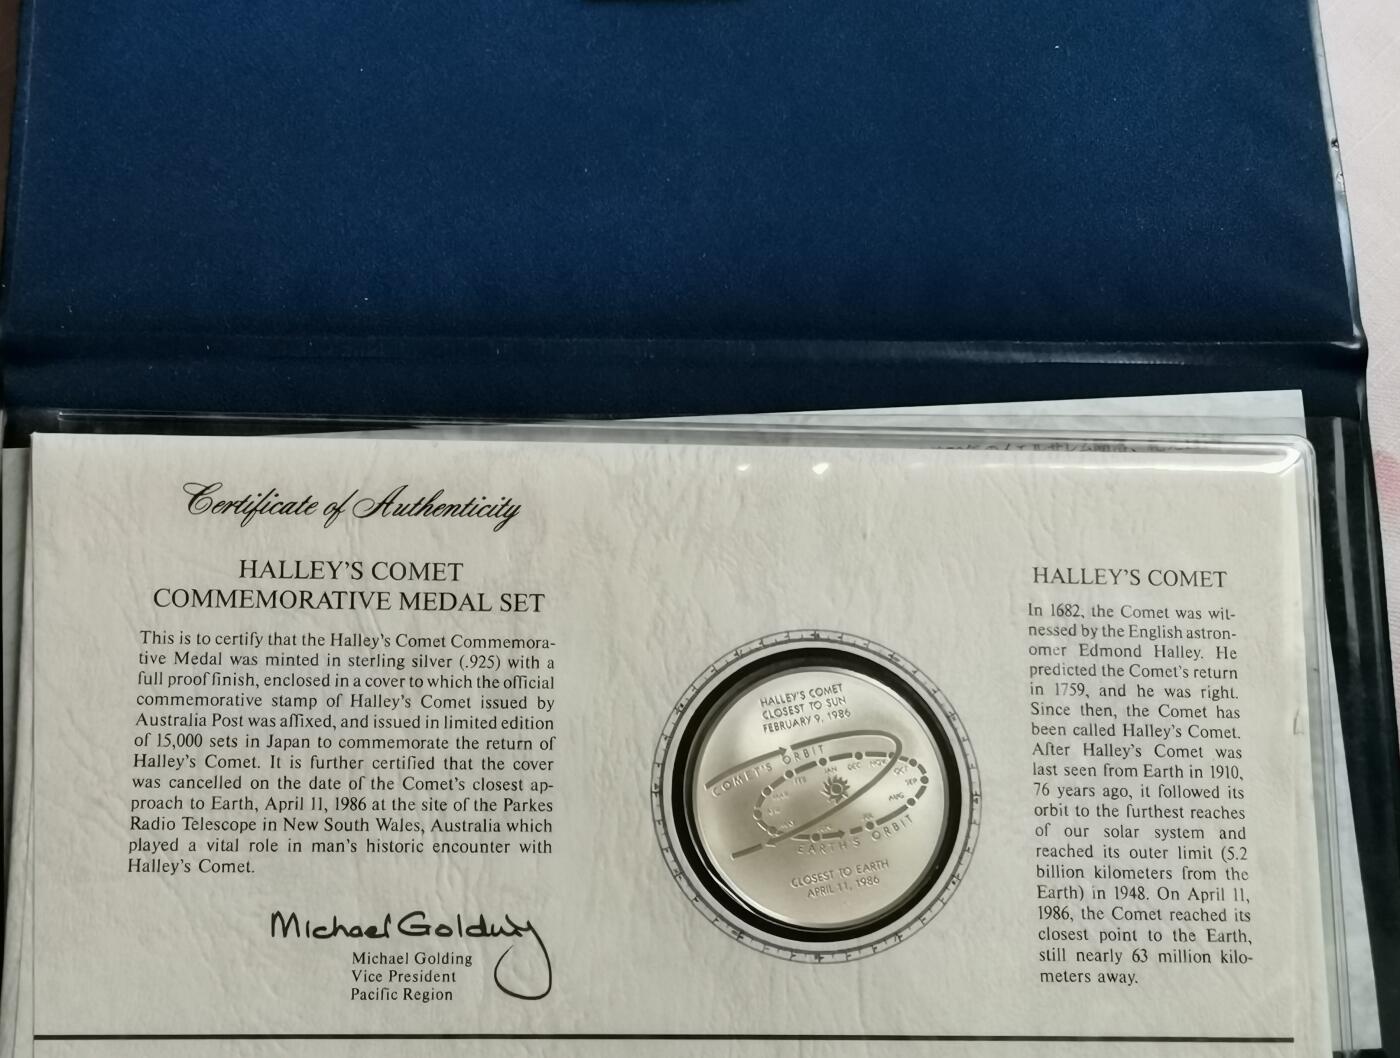 Certificate of Authenticity
HALLEY'S COMET
COMMEMORATIVE MEDAL SET
This is to certify that the Halley's Comet Commemora-
tive Medal was minted in sterling silver (.925) with a
full proof finish, enclosed in a cover to which the official
commemorative stamp of Halley's Comet issued by
Australia Post was affixed, and issued in limited edition
of 15,000 sets in Japan to commemorate the return of
Halley's Comet. It is further certified that the cover
was cancelled on the date of the Comet's closest ap-
proach to Earth, April 11, 1986 at the site of the Parkes
Radio Telescope in New South Wales, Australia which
played a vital role in man's historic encounter with
Halley's Comet.
Michael Golding
Michael Golding
Vice President
Pacific Region
HALLEY'S COMET
CLOSEST TO SUN
FEBRUARY 9, 1986
COMET'S ORBIT
JAN
DEC
NOV
OCT
SEP
AUG
FEB
EARTH'S ORBIT
CLOSEST TO EARTH
APRIL 11, 1986
HALLEY'S COMET
In 1682, the Comet was wit-
nessed by the English astron-
omer Edmond Halley. He
predicted the Comet's return
in 1759, and he was right.
Since then, the Comet has
been called Halley's Comet.
After Halley's Comet was
last seen from Earth in 1910,
76 years ago, it followed its
orbit to the furthest reaches
of our solar system and
reached its outer limit (5.2
billion kilometers from the
Earth) in 1948. On April 11,
1986, the Comet reached its
closest point to the Earth,
still nearly 63 million kilo-
meters away.